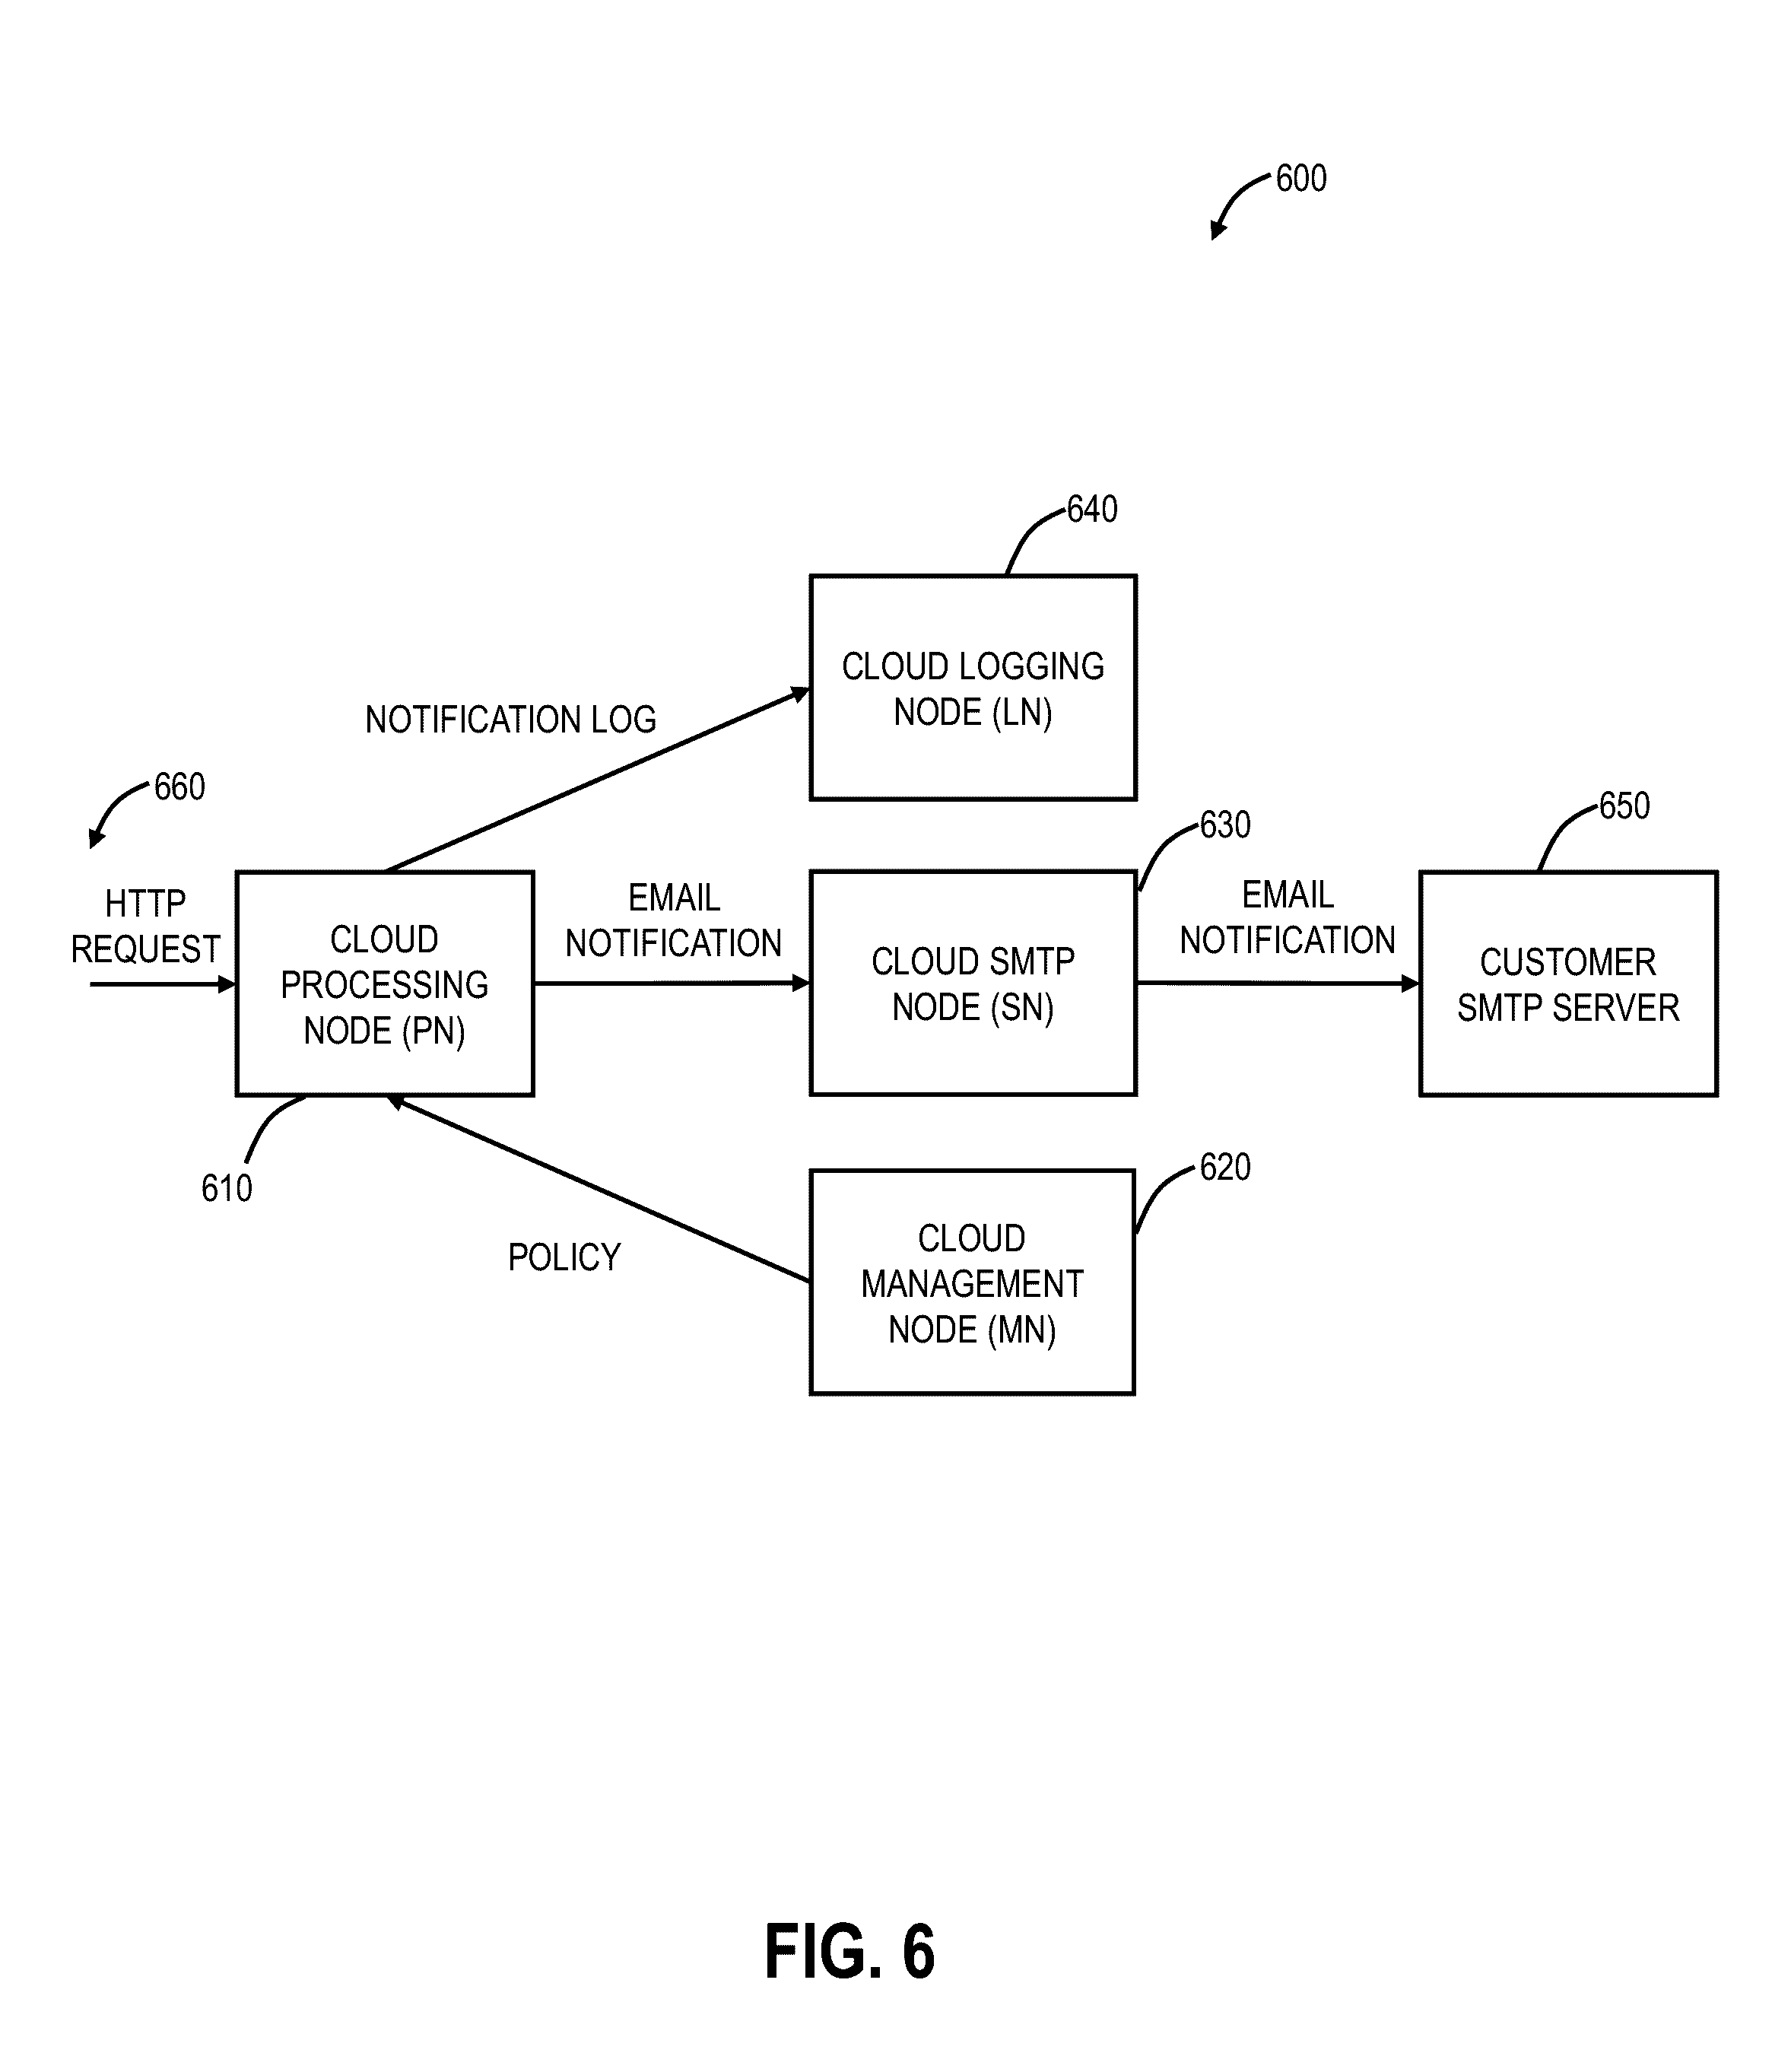 600
640
CLOUD LOGGING
NODE (LN)
NOTIFICATION LOG
660
HTTP
REQUEST
CLOUD
PROCESSING
NODE (PN)
610
EMAIL
NOTIFICATION
630
CLOUD SMTP
NODE (SN)
EMAIL
NOTIFICATION
650
CUSTOMER
SMTP SERVER
620
CLOUD
MANAGEMENT
NODE (MN)
POLICY
FIG. 6